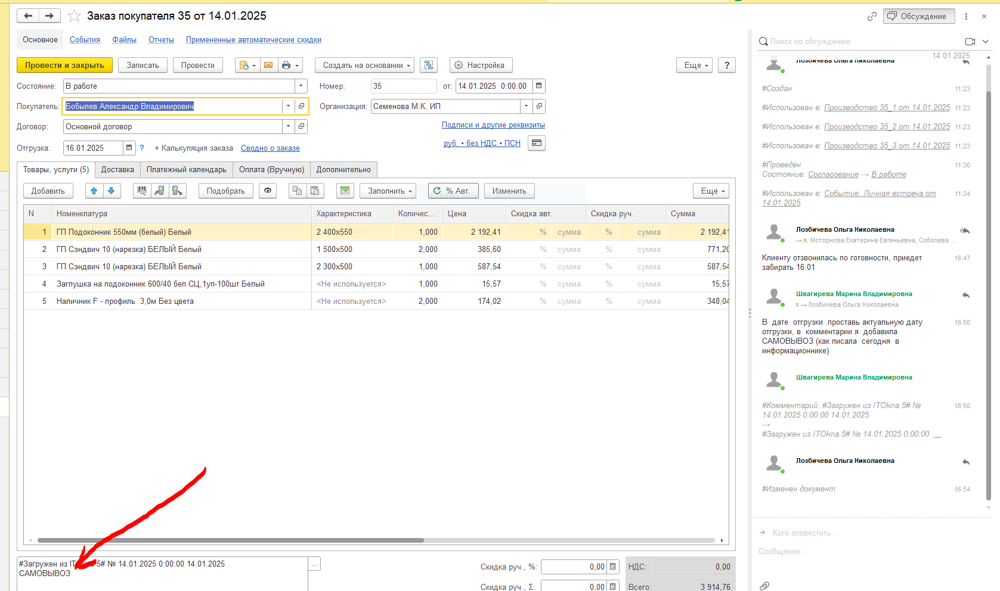 Заказ покупателя 35 от 14.01.2025
Обсуждение
Основное События Файлы Отчеты Примененные автоматические скидки
Провести и закрыть Записать Провести Создать на основании Настройка Еще ?
Состояние: В работе Номер: 35 от: 14.01.2025 0:00:00
Покупатель: Бобылев Александр Владимирович Организация: Семенова М.К. ИП
Договор: Основной договор Подписи и другие реквизиты
Отгрузка: 16.01.2025 ? + Калькуляция заказа Сводно о заказе руб. • без НДС • ПСН
Товары, услуги (5) Доставка Платежный календарь Оплата (Вручную) Дополнительно
Добавить Подобрать Заполнить % Авт. Изменить Еще
N Номенклатура Характеристика Количес... Цена Скидка авт. Скидка руч. Сумма
1 ГП Подоконник 550мм (белый) Белый 2 400x550 1,000 2 192,41 % сумма % сумма 2 192,41
2 ГП Сэндвич 10 (нарезка) БЕЛЫЙ Белый 1 500x500 2,000 385,60 % сумма % сумма 771,20
3 ГП Сэндвич 10 (нарезка) БЕЛЫЙ Белый 2 300x500 1,000 587,54 % сумма % сумма 587,54
4 Заглушка на подоконник 600/40 бел СЦ,1уп-100шт Белый <Не используется> 1,000 15,57 % сумма % сумма 15,57
5 Наличник F - профиль 3,0м Без цвета <Не используется> 2,000 174,02 % сумма % сумма 348,04
#Загружен из 5# № 14.01.2025 0:00:00 14.01.2025
САМОВЫВОЗ
...
Скидка руч., %: 0,00 НДС: 0,00
Скидка руч., Σ: 0,00 Всего: 3 914,76
Поиск по обсуждению
14.01.2025
Лозбичева Ольга Николаевна
#Создан 11:23
#Использован в: Производство 35_1 от 14.01.2025 11:23
#Использован в: Производство 35_2 от 14.01.2025 11:23
#Использован в: Производство 35_3 от 14.01.2025 11:23
#Проведен 11:30
Состояние: Согласование → В работе
#Использован в: Событие: Личная встреча от 11:34
14.01.2025
Лозбичева Ольга Николаевна
→ я, Моторнова Екатерина Евгеньевна, Соболева ...
Клиенту отзвонилась по готовности, приедет 16:47
забирать 16.01
Швагирева Марина Владимировна
я → Лозбичева Ольга Николаевна
В дате отгрузки проставь актуальную дату 16:50
отгрузки, в комментарии я добавила
САМОВЫВОЗ (как писала сегодня в
информационнике)
Швагирева Марина Владимировна
#Комментарий: #Загружен из ITOkna 5# № 16:50
14.01.2025 0:00:00 14.01.2025
→
#Загружен из ITOkna 5# № 14.01.2025 0:00:00 ...
Лозбичева Ольга Николаевна
#Изменен документ 16:54
→ Кого оповестить...
Сообщение...